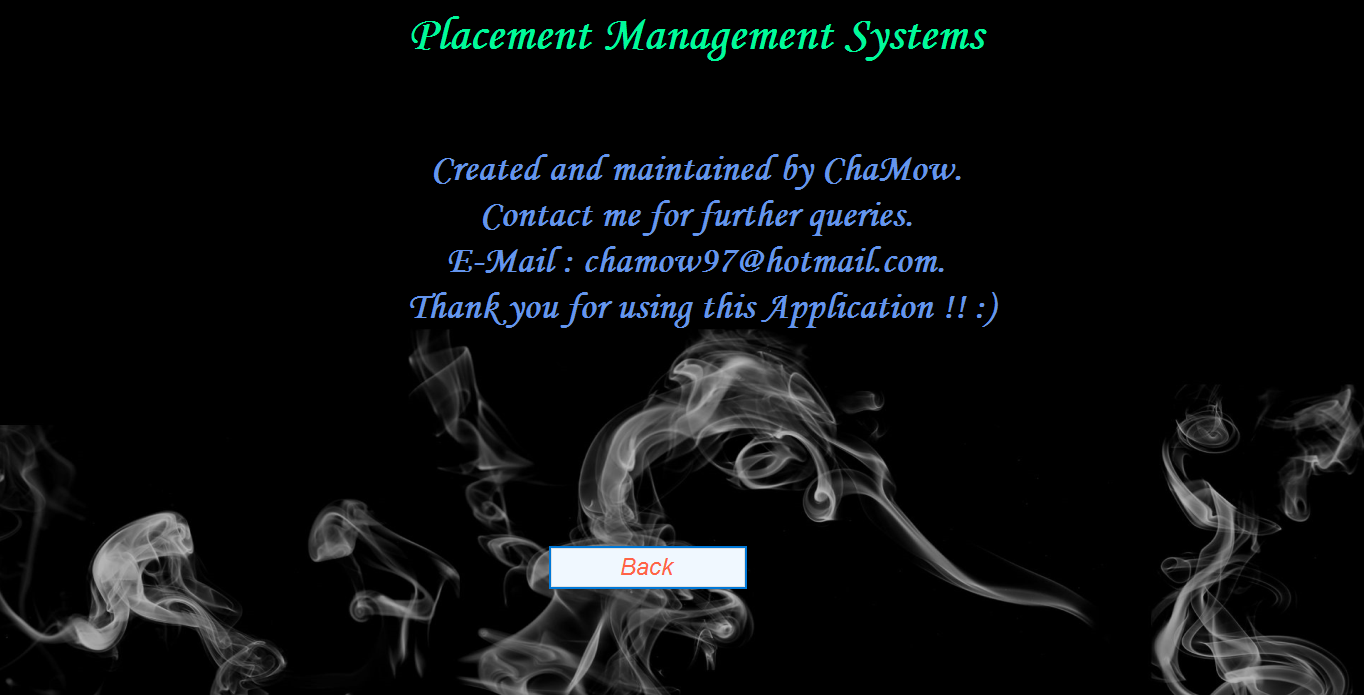 Placement Management Systems
Created and maintained by ChaMow.
Contact me for further queries.
E-Mail : chamow97@hotmail.com.
Thank you for using this Application !! :)
Back